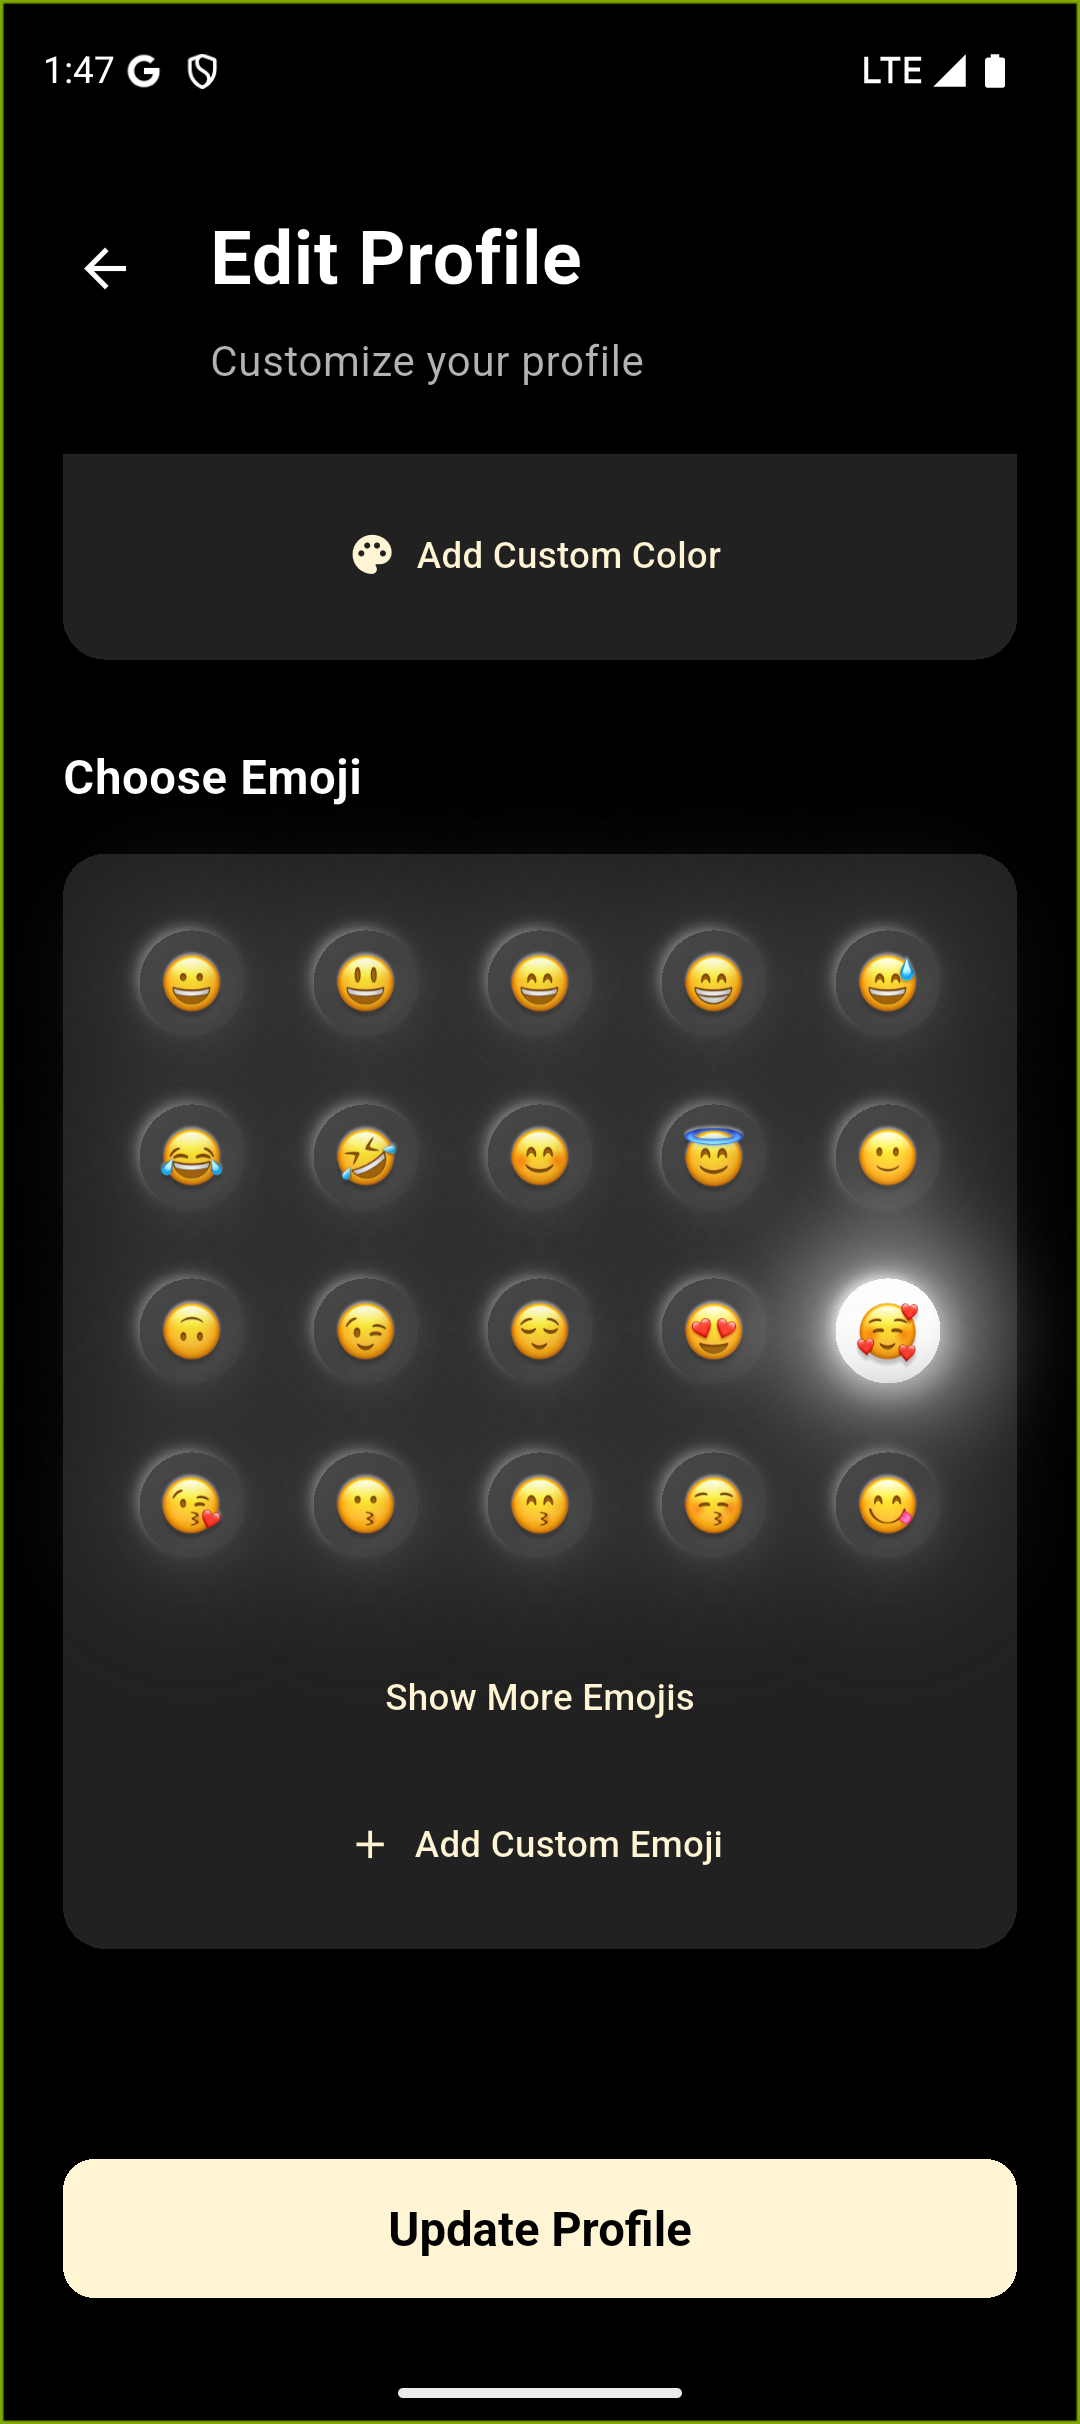 1:47 LTE
Edit Profile
Customize your profile
Add Custom Color
Choose Emoji
Show More Emojis
Add Custom Emoji
Update Profile